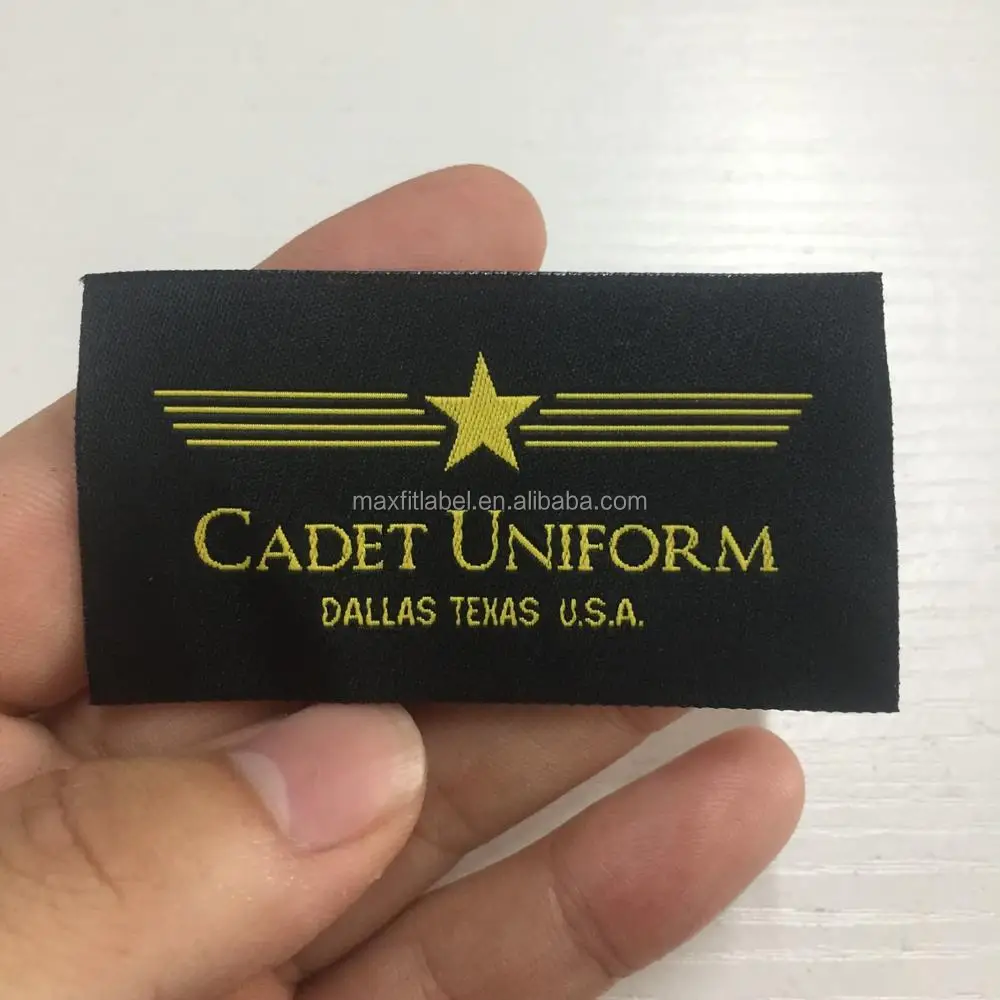 maxfitlabel.en.alibaba.com
CADET UNIFORM
DALLAS TEXAS U.S.A.